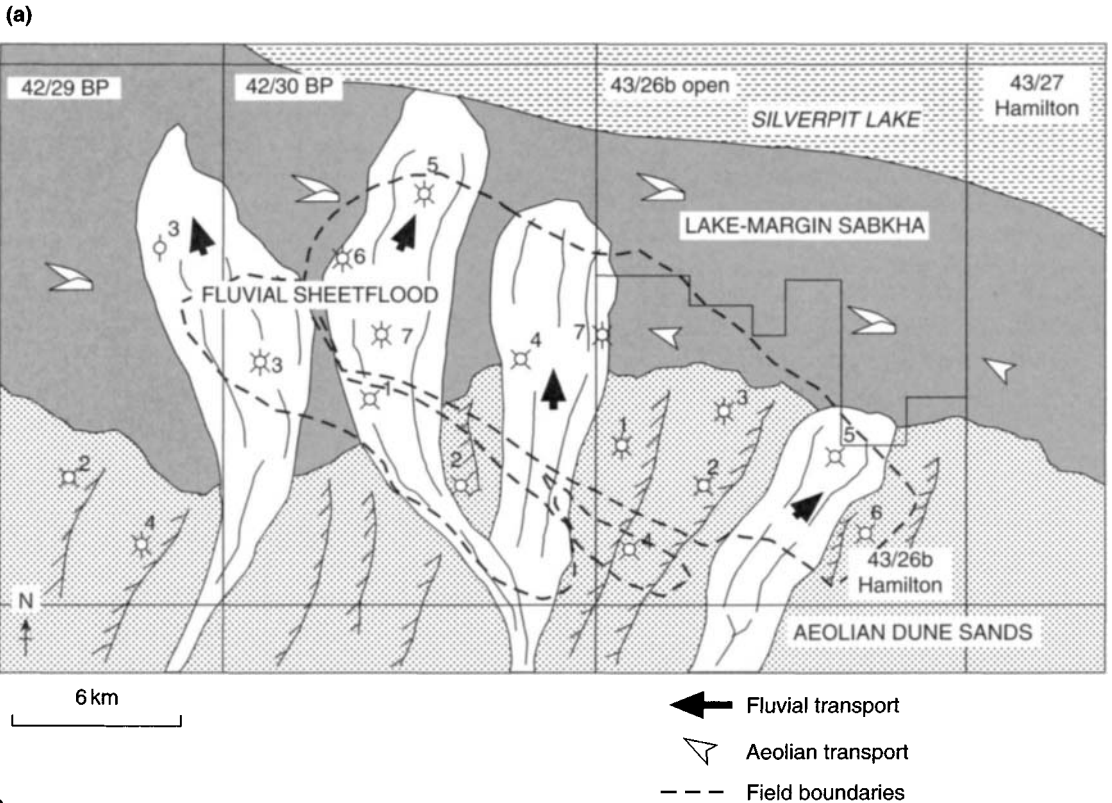 (a)
42/29 BP
42/30 BP
43/26b open
43/27
Hamilton
SILVERPIT LAKE
5
3
LAKE-MARGIN SABKHA
6
FLUVIAL SHEETFLOOD
7
7
4
3
1
3
1
5
2
2
2
4
6
4
43/26b
Hamilton
N
AEOLIAN DUNE SANDS
6 km
Fluvial transport
Aeolian transport
Field boundaries